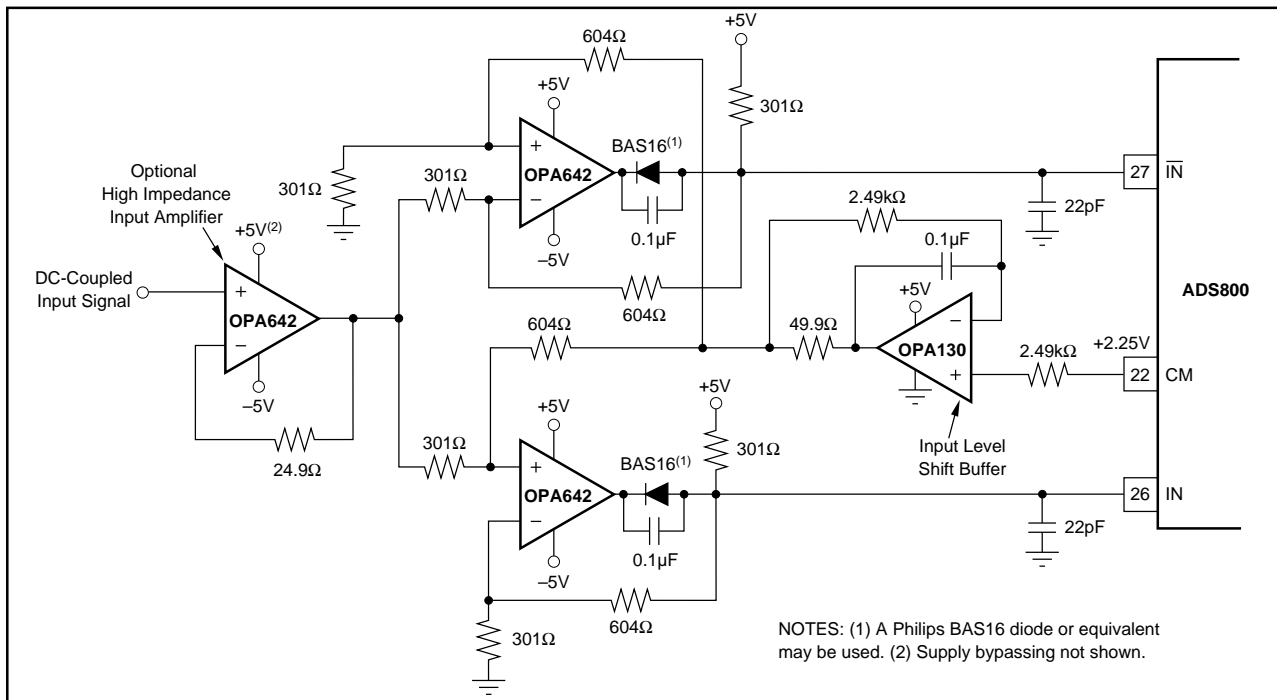 +5V
604Ω
+5V
301Ω
BAS16(1)
+
OPA642
–
–5V
0.1µF
301Ω
301Ω
604Ω
Optional
High Impedance
Input Amplifier
+5V(2)
DC-Coupled
Input Signal
+
OPA642
–
–5V
24.9Ω
27
IN
22pF
2.49kΩ
0.1µF
+5V
–
OPA130
+
49.9Ω
2.49kΩ
+2.25V
22
CM
ADS800
Input Level
Shift Buffer
604Ω
+5V
+5V
301Ω
301Ω
BAS16(1)
+
OPA642
–
–5V
0.1µF
604Ω
301Ω
26
IN
22pF
NOTES: (1) A Philips BAS16 diode or equivalent
may be used. (2) Supply bypassing not shown.